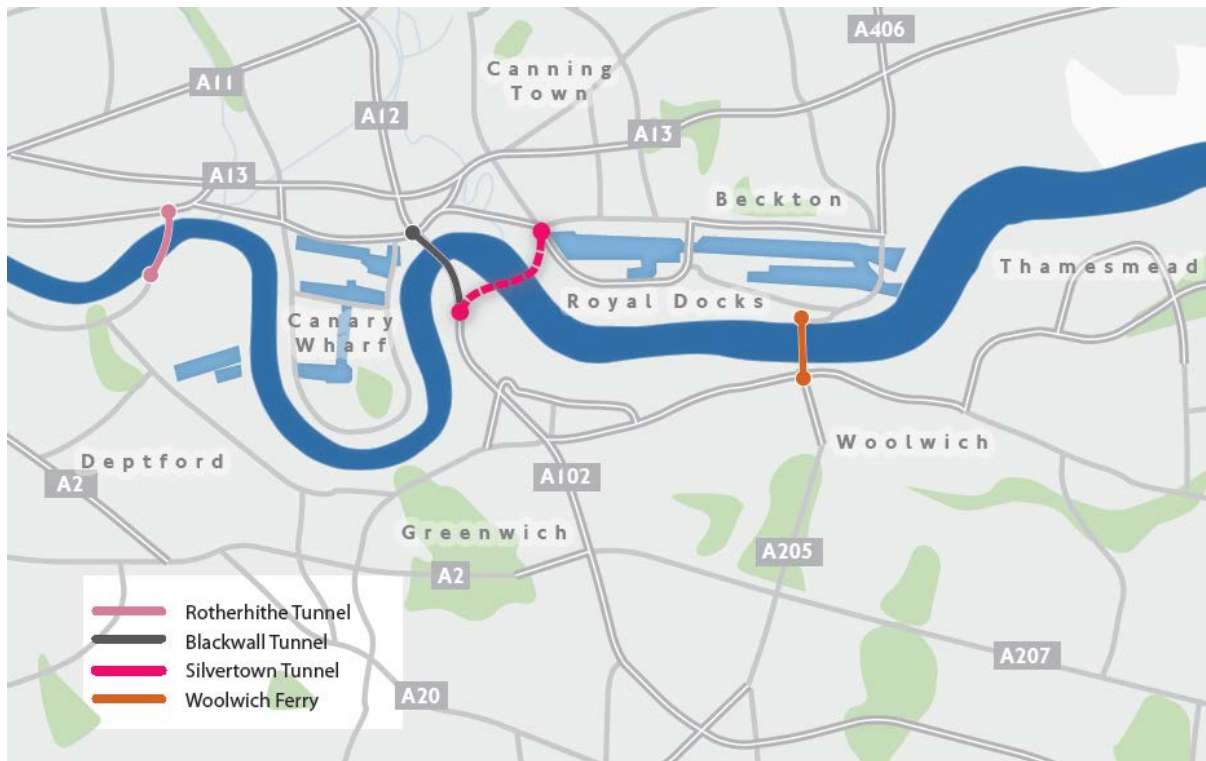 A406
Canning
Town
A11
A12
A13
A13
Beckton
Thamesmead
Royal Docks
Canary
Wharf
Woolwich
Deptford
A2
A102
Greenwich
A205
A2
A207
A20
Rotherhithe Tunnel
Blackwall Tunnel
Silvertown Tunnel
Woolwich Ferry